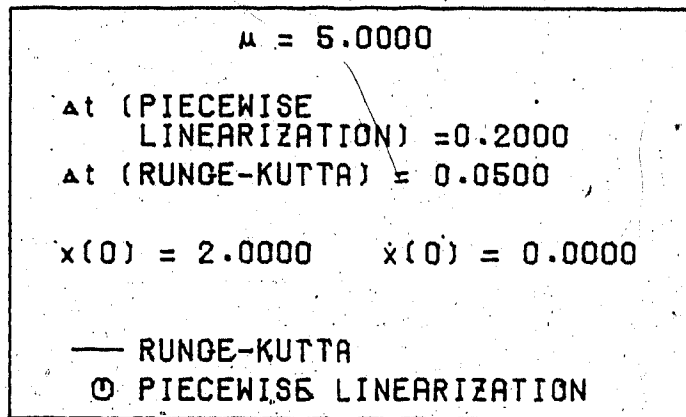 μ = 5.0000
Δt (PIECEWISE
LINEARIZATION) =0.2000
Δt (RUNGE-KUTTA) = 0.0500
x(0) = 2.0000 ẋ(0) = 0.0000
— RUNGE-KUTTA
⊙ PIECEWISE LINEARIZATION